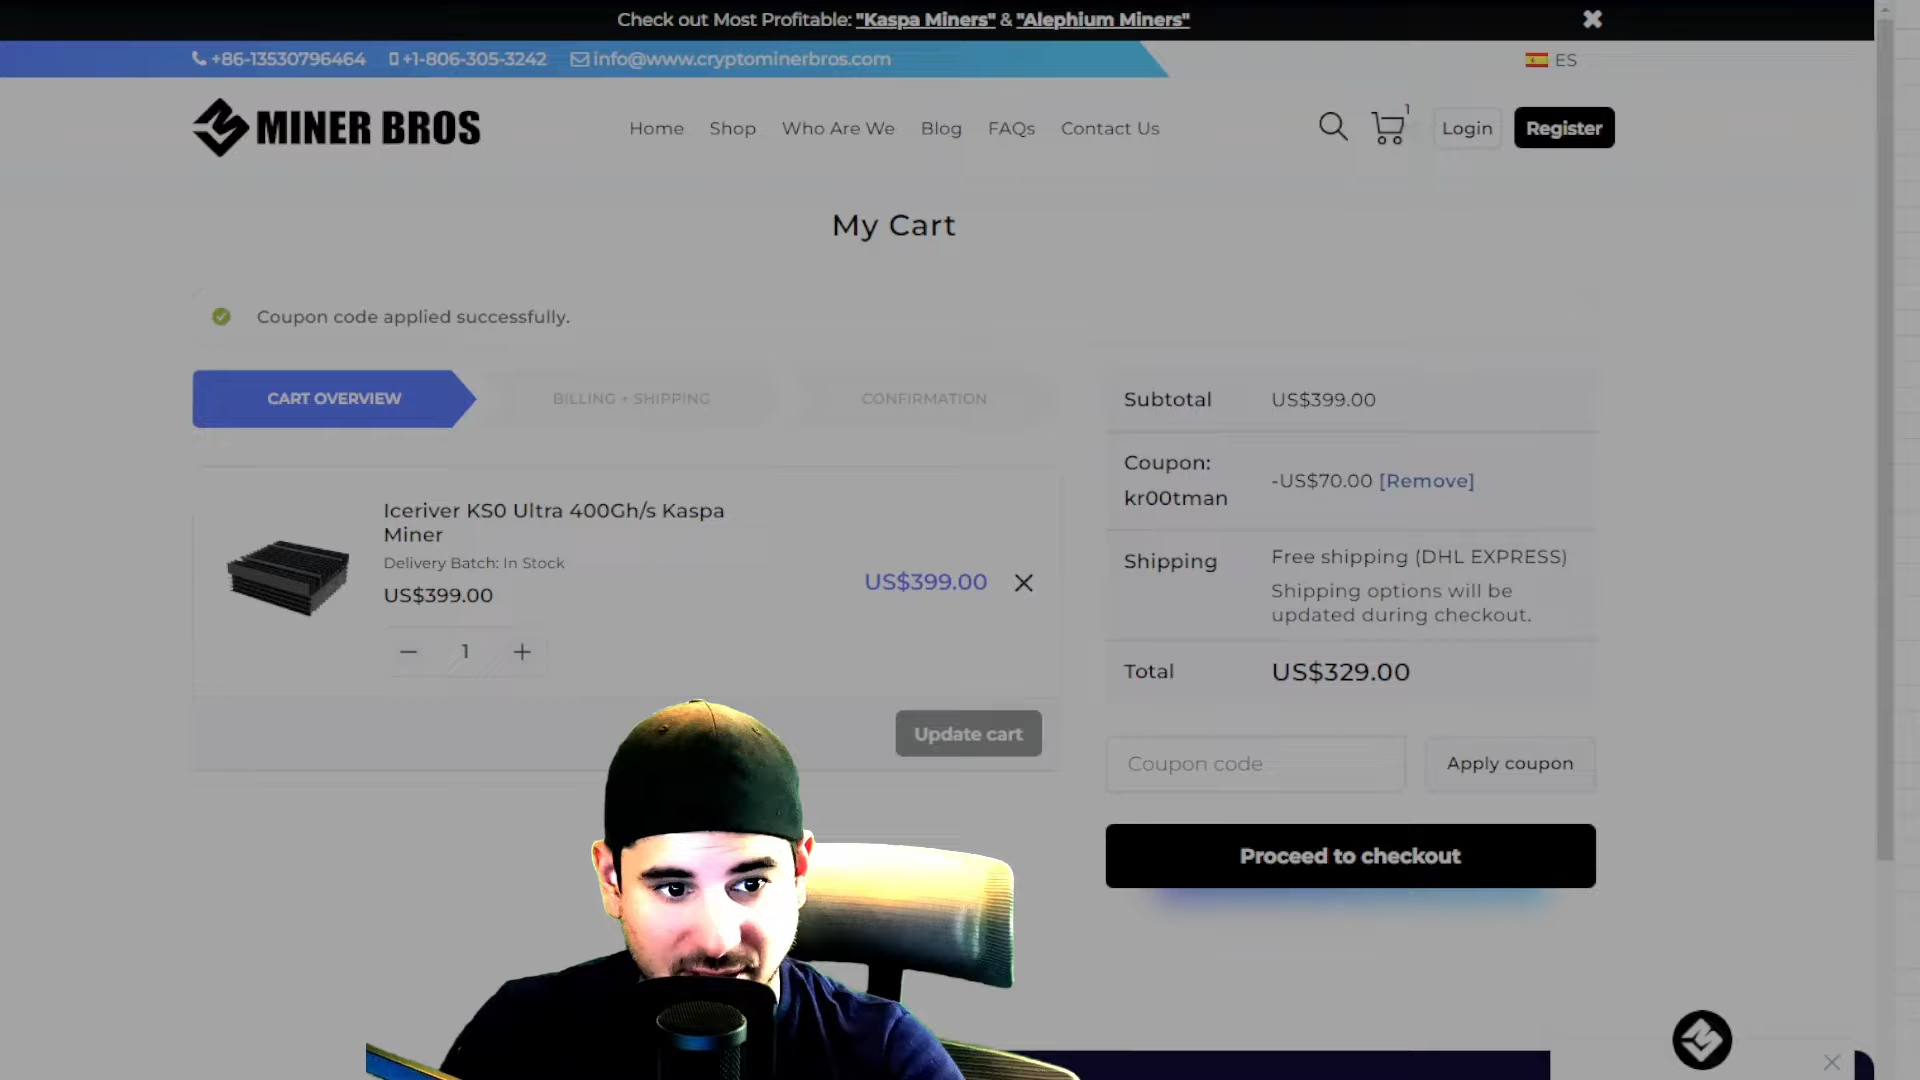 Check out Most Profitable: "Kaspa Miners" & "Alephium Miners"
+86-13530796464 +1-806-305-3242 info@www.cryptominerbros.com
ES
MINER BROS
Home Shop Who Are We Blog FAQs Contact Us
1
Login Register
My Cart
Coupon code applied successfully.
CART OVERVIEW BILLING + SHIPPING CONFIRMATION
Iceriver KS0 Ultra 400Gh/s Kaspa
Miner
Delivery Batch: In Stock
US$399.00
US$399.00
1
Update cart
Subtotal US$399.00
Coupon:
kr00tman
-US$70.00 [Remove]
Shipping
Free shipping (DHL EXPRESS)
Shipping options will be
updated during checkout.
Total US$329.00
Coupon code
Apply coupon
Proceed to checkout